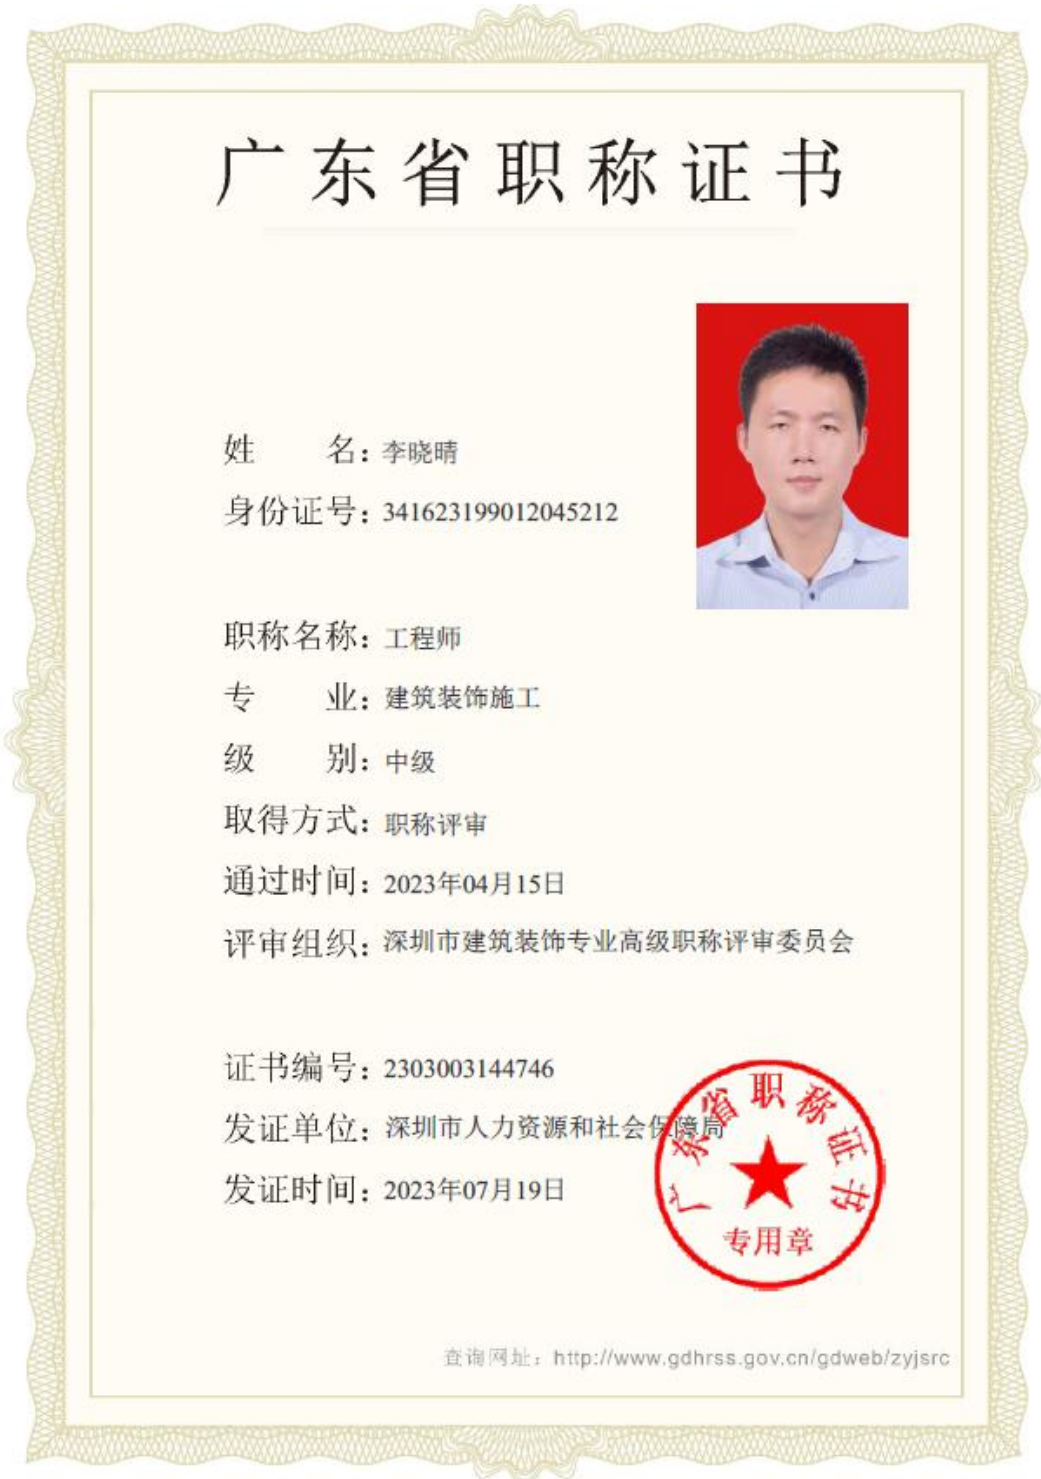 广东省职称证书
姓 名：李晓晴
身份证号：341623199012045212
职称名称：工程师
专 业：建筑装饰施工
级 别：中级
取得方式：职称评审
通过时间：2023年04月15日
评审组织：深圳市建筑装饰专业高级职称评审委员会
证书编号：2303003144746
发证单位：深圳市人力资源和社会保障局
发证时间：2023年07月19日
广东省职称证书
专用章
查询网址：http://www.gdhrss.gov.cn/gdweb/zyjsrc